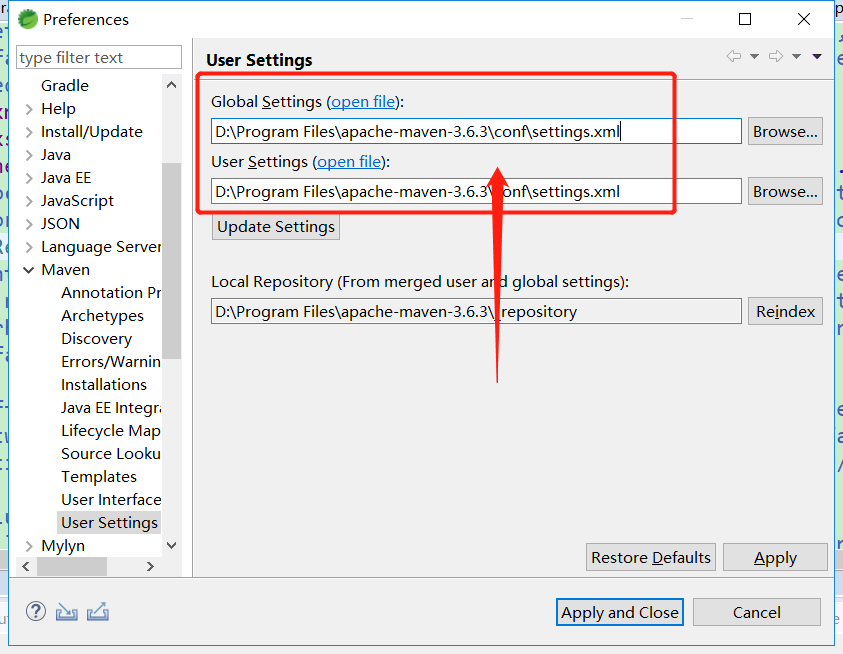 Preferences
type filter text
Gradle
Help
Install/Update
Java
Java EE
JavaScript
JSON
Language Server
Maven
Annotation Pr
Archetypes
Discovery
Errors/Warnin
Installations
Java EE Integra
Lifecycle Map
Source Looku
Templates
User Interface
User Settings
Mylyn
User Settings
Global Settings (open file):
D:\Program Files\apache-maven-3.6.3\conf\settings.xml
Browse...
User Settings (open file):
D:\Program Files\apache-maven-3.6.3\conf\settings.xml
Browse...
Update Settings
Local Repository (From merged user and global settings):
D:\Program Files\apache-maven-3.6.3\_repository
Reindex
Restore Defaults
Apply
Apply and Close
Cancel